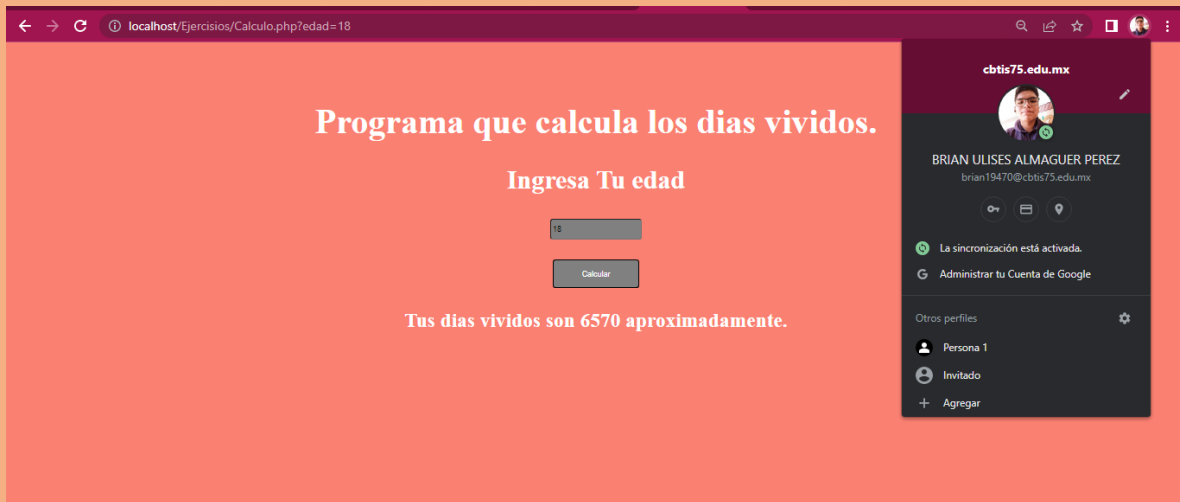 localhost/Ejercisios/Calculo.php?edad=18
Programa que calcula los dias vividos.
Ingresa Tu edad
18
Calcular
Tus dias vividos son 6570 aproximadamente.
cbtis75.edu.mx
BRIAN ULISES ALMAGUER PEREZ
brian19470@cbtis75.edu.mx
La sincronización está activada.
Administrar tu Cuenta de Google
Otros perfiles
Persona 1
Invitado
Agregar